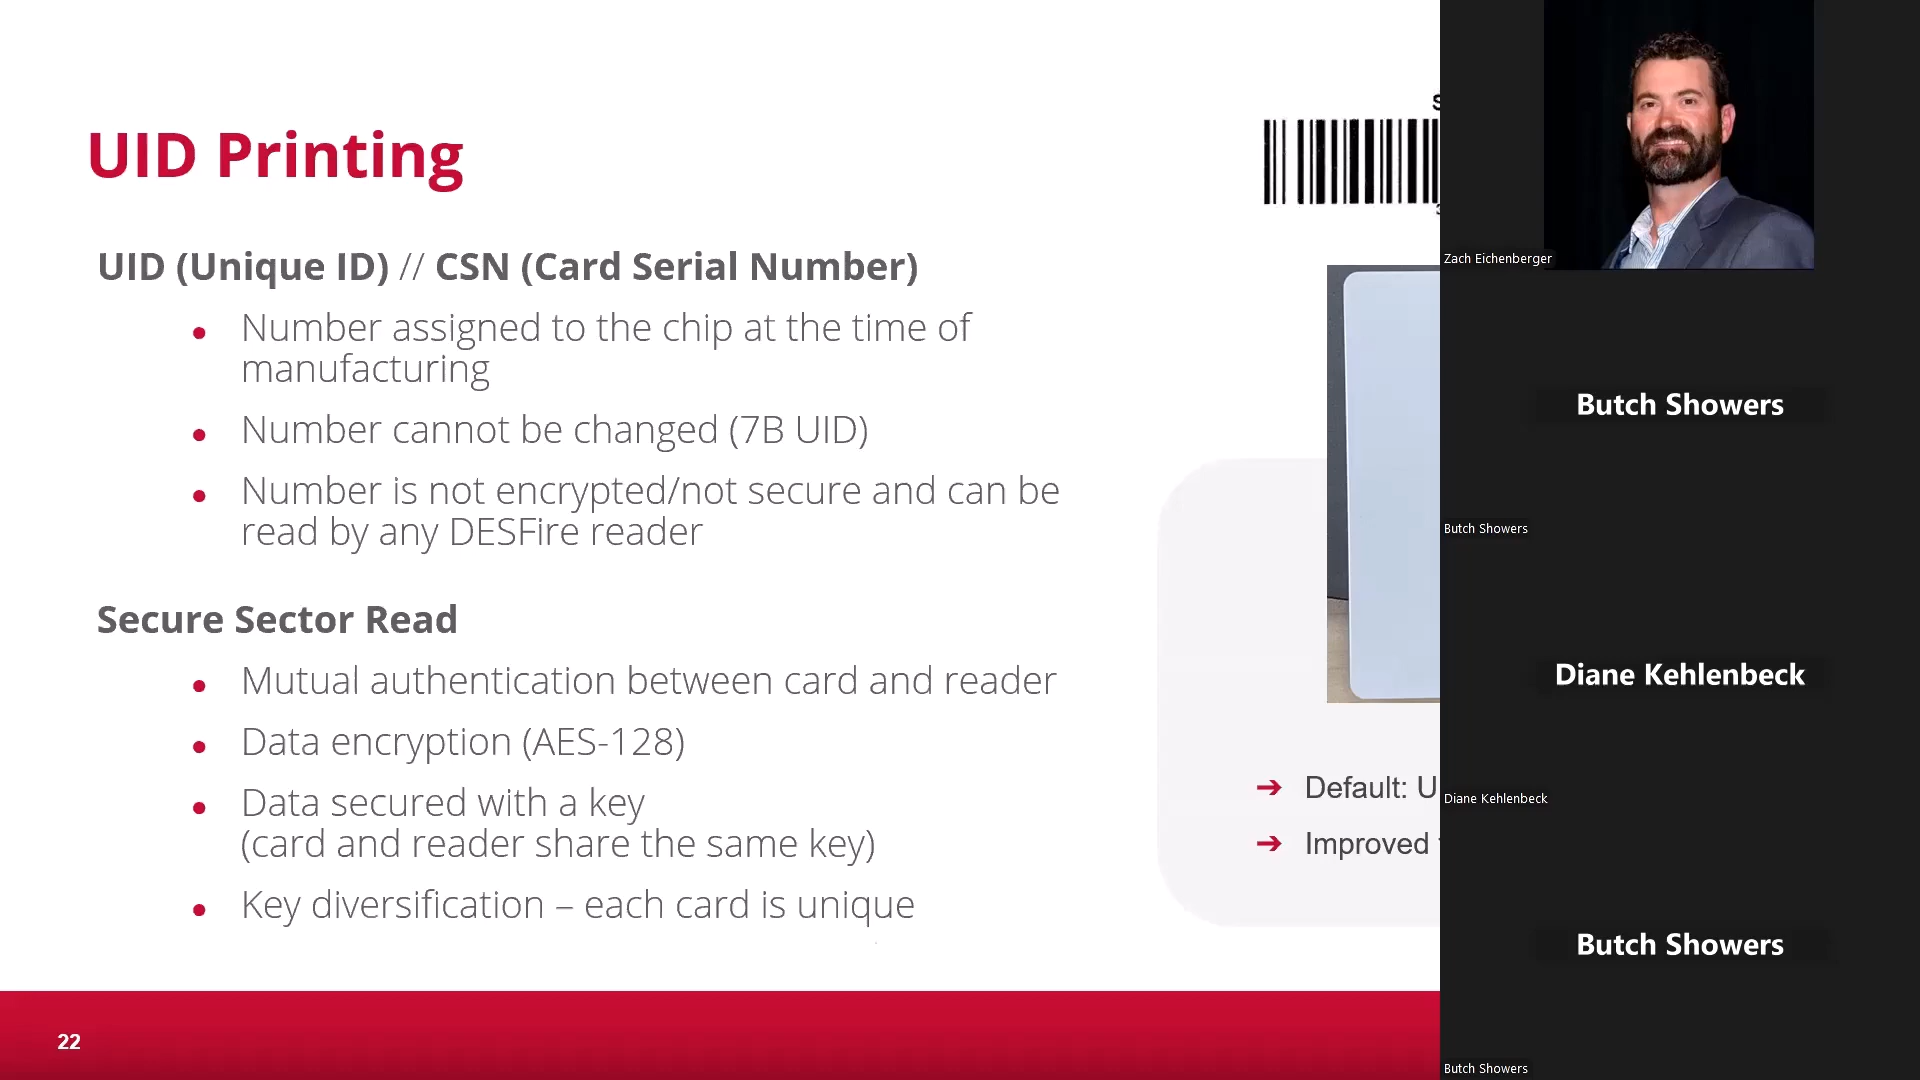 UID Printing
UID (Unique ID) // CSN (Card Serial Number)
• Number assigned to the chip at the time of
manufacturing
• Number cannot be changed (7B UID)
• Number is not encrypted/not secure and can be
read by any DESFire reader
Secure Sector Read
• Mutual authentication between card and reader
• Data encryption (AES-128)
• Data secured with a key
(card and reader share the same key)
• Key diversification – each card is unique
➔ Default: U
➔ Improved
22
Zach Eichenberger
Butch Showers
Butch Showers
Diane Kehlenbeck
Diane Kehlenbeck
Butch Showers
Butch Showers